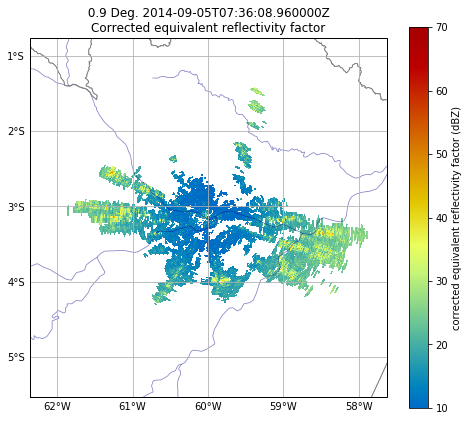 0.9 Deg. 2014-09-05T07:36:08.960000Z
Corrected equivalent reflectivity factor
1°S
2°S
3°S
4°S
5°S
62°W
61°W
60°W
59°W
58°W
70
60
50
40
30
20
10
corrected equivalent reflectivity factor (dBZ)